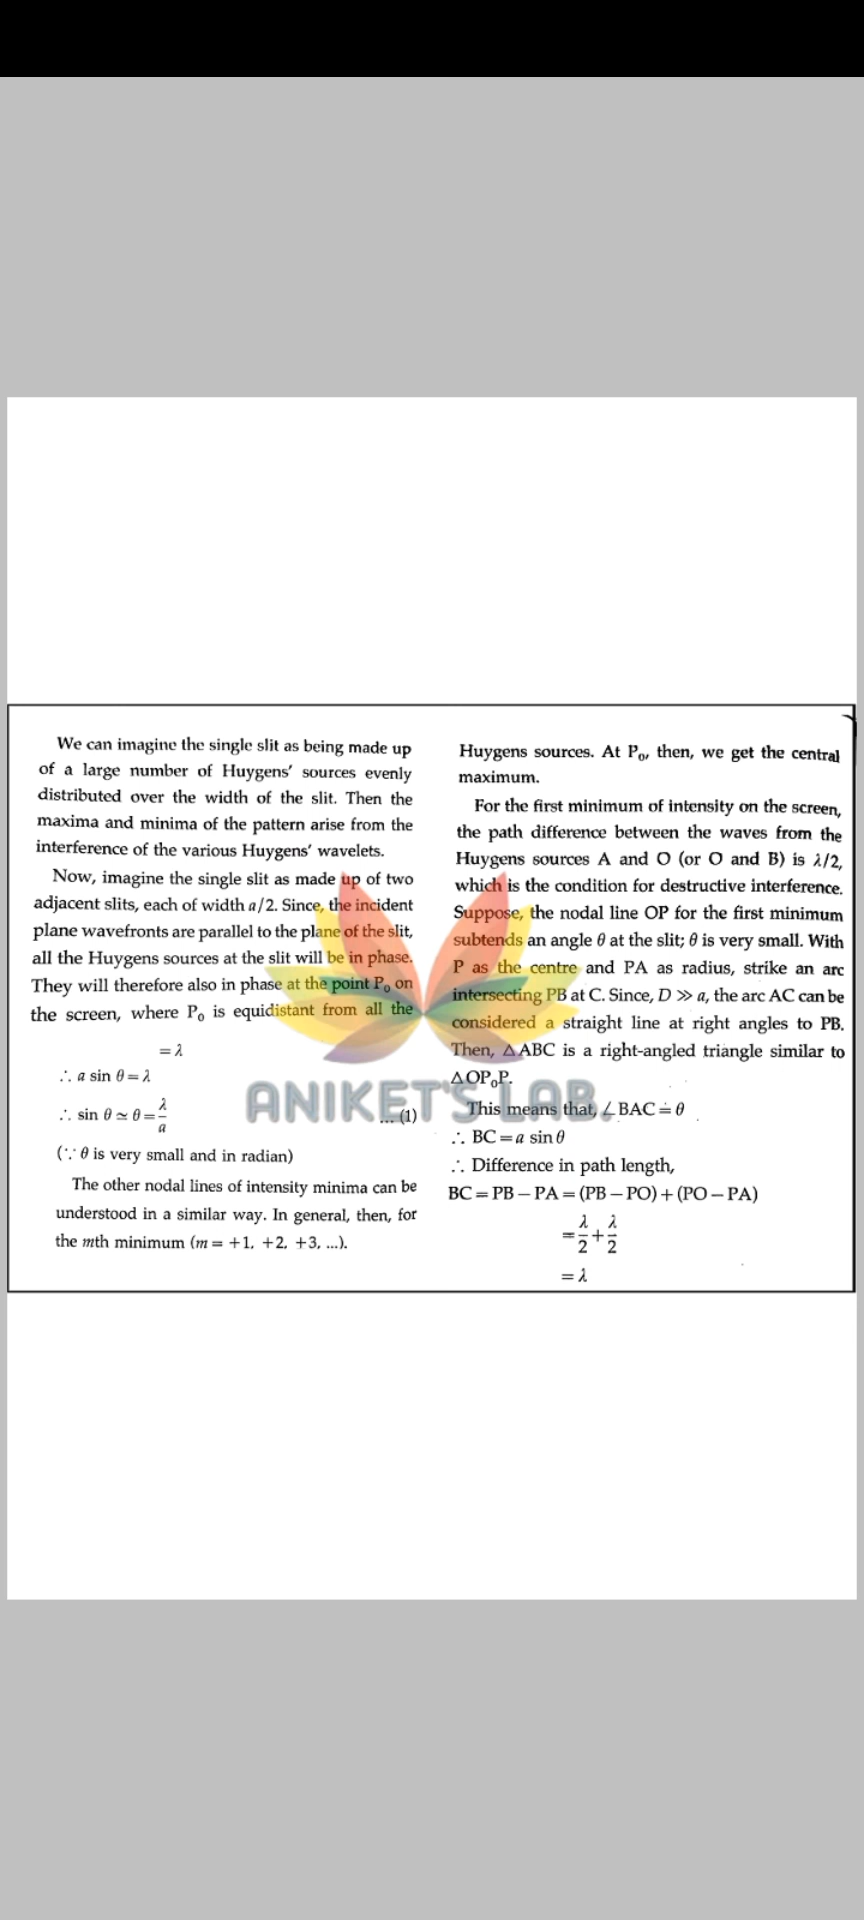 We can imagine the single slit as being made up
of a large number of Huygens' sources evenly
distributed over the width of the slit. Then the
maxima and minima of the pattern arise from the
interference of the various Huygens' wavelets.
Now, imagine the single slit as made up of two
adjacent slits, each of width a/2. Since, the incident
plane wavefronts are parallel to the plane of the slit,
all the Huygens sources at the slit will be in phase.
They will therefore also in phase at the point P₀ on
the screen, where P₀ is equidistant from all the
= λ
∴ a sin θ = λ
∴ sin θ ≃ θ = λ/a ... (1)
(∵ θ is very small and in radian)
The other nodal lines of intensity minima can be
understood in a similar way. In general, then, for
the mth minimum (m = +1, +2, +3, ...).
Huygens sources. At P₀, then, we get the central
maximum.
For the first minimum of intensity on the screen,
the path difference between the waves from the
Huygens sources A and O (or O and B) is λ/2,
which is the condition for destructive interference.
Suppose, the nodal line OP for the first minimum
subtends an angle θ at the slit; θ is very small. With
P as the centre and PA as radius, strike an arc
intersecting PB at C. Since, D ≫ a, the arc AC can be
considered a straight line at right angles to PB.
Then, △ABC is a right-angled triangle similar to
△OP₀P.
This means that, ∠BAC = θ
∴ BC = a sin θ
∴ Difference in path length,
BC = PB – PA = (PB – PO) + (PO – PA)
= λ/2 + λ/2
= λ
ANIKET'S LAB.